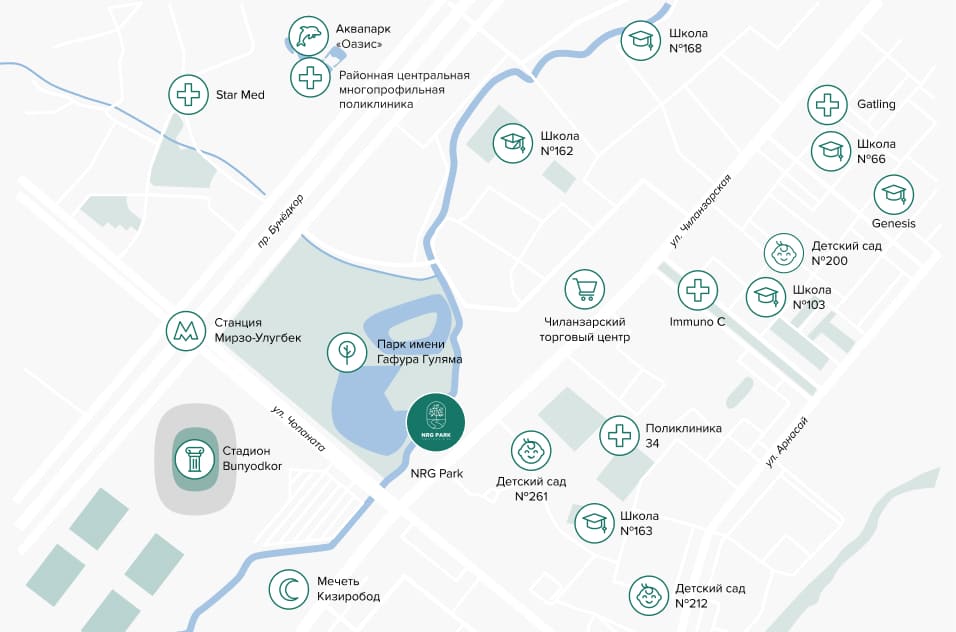 Аквапарк
«Оазис»
Районная центральная
многопрофильная
поликлиника
Star Med
Школа
№168
Gatling
Школа
№66
Школа
№162
Genesis
пр. Бунёдкор
ул. Чиланзарская
Детский сад
№200
Школа
№103
Immuno C
Чиланзарский
торговый центр
Станция
Мирзо-Улугбек
Парк имени
Гафура Гуляма
ул. Чопаната
NRG PARK
NRG Park
Стадион
Bunyodkor
Поликлиника
34
ул. Арнасой
Детский сад
№261
Школа
№163
Мечеть
Кизиробод
Детский сад
№212